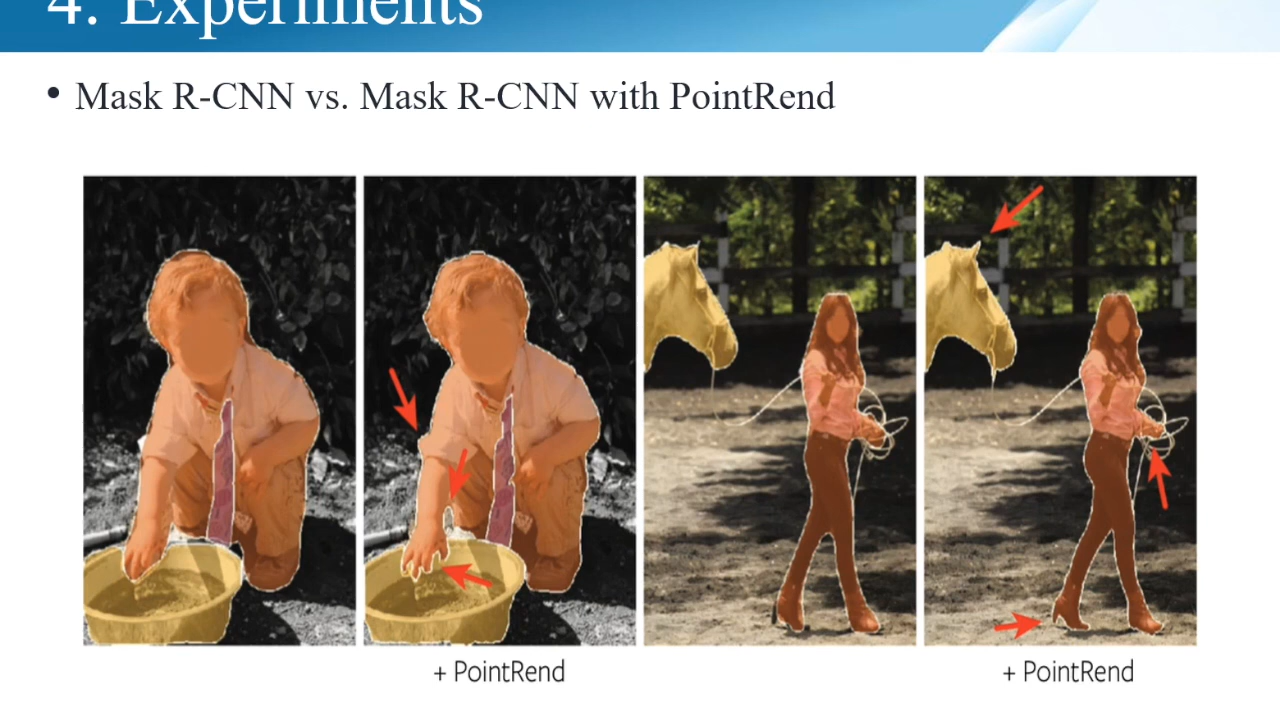 4. Experiments
• Mask R-CNN vs. Mask R-CNN with PointRend
+ PointRend
+ PointRend